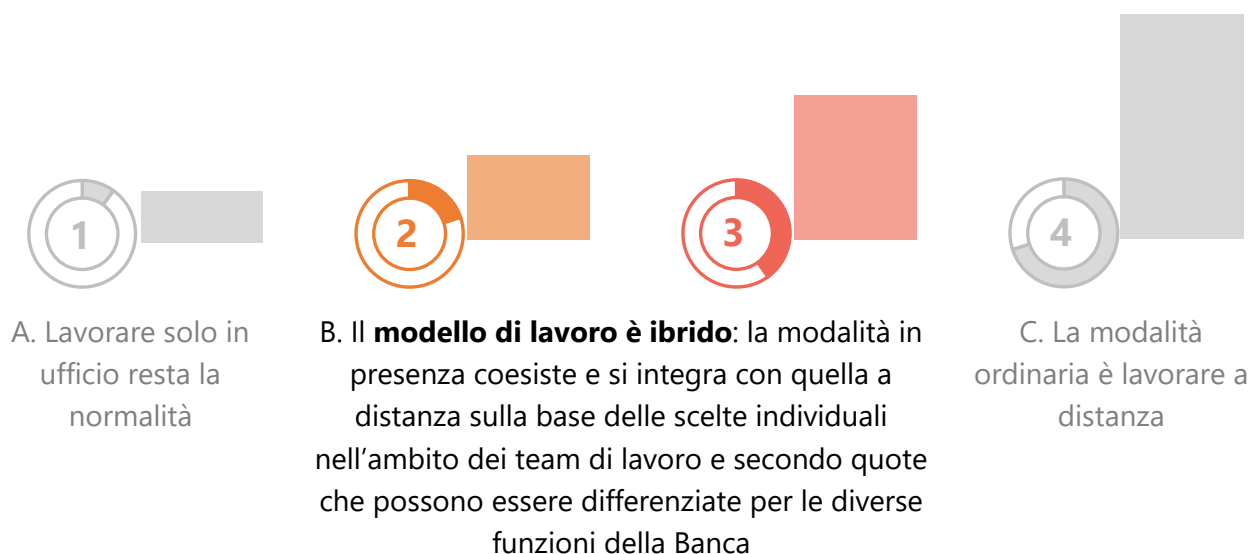 1
2
3
4
A. Lavorare solo in
ufficio resta la
normalità
B. Il modello di lavoro è ibrido: la modalità in
presenza coesiste e si integra con quella a
distanza sulla base delle scelte individuali
nell’ambito dei team di lavoro e secondo quote
che possono essere differenziate per le diverse
funzioni della Banca
C. La modalità
ordinaria è lavorare a
distanza